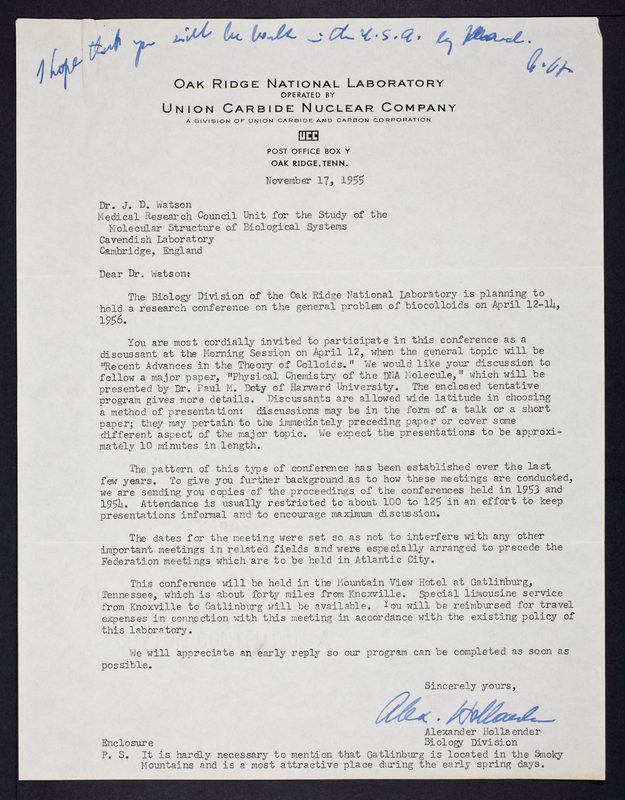 I hope that you will be back in the U.S.A. by March.
A. H.
OAK RIDGE NATIONAL LABORATORY
OPERATED BY
UNION CARBIDE NUCLEAR COMPANY
A DIVISION OF UNION CARBIDE AND CARBON CORPORATION
UCC
POST OFFICE BOX Y
OAK RIDGE, TENN.
November 17, 1955
Dr. J. D. Watson
Medical Research Council Unit for the Study of the
Molecular Structure of Biological Systems
Cavendish Laboratory
Cambridge, England
Dear Dr. Watson:
The Biology Division of the Oak Ridge National Laboratory is planning to
hold a research conference on the general problem of biocolloids on April 12-14,
1956.
You are most cordially invited to participate in this conference as a
discussant at the Morning Session on April 12, when the general topic will be
"Recent Advances in the Theory of Colloids." We would like your discussion to
follow a major paper, "Physical Chemistry of the DNA Molecule," which will be
presented by Dr. Paul M. Doty of Harvard University. The enclosed tentative
program gives more details. Discussants are allowed wide latitude in choosing
a method of presentation: discussions may be in the form of a talk or a short
paper; they may pertain to the immediately preceding paper or cover some
different aspect of the major topic. We expect the presentations to be approxi-
mately 10 minutes in length.
The pattern of this type of conference has been established over the last
few years. To give you further background as to how these meetings are conducted,
we are sending you copies of the proceedings of the conferences held in 1953 and
1954. Attendance is usually restricted to about 100 to 125 in an effort to keep
presentations informal and to encourage maximum discussion.
The dates for the meeting were set so as not to interfere with any other
important meetings in related fields and were especially arranged to precede the
Federation meetings which are to be held in Atlantic City.
This conference will be held in the Mountain View Hotel at Gatlinburg,
Tennessee, which is about forty miles from Knoxville. Special limousine service
from Knoxville to Gatlinburg will be available. You will be reimbursed for travel
expenses in connection with this meeting in accordance with the existing policy of
this laboratory.
We will appreciate an early reply so our program can be completed as soon as
possible.
Sincerely yours,
Alex. Hollaender
Alexander Hollaender
Biology Division
Enclosure
P. S. It is hardly necessary to mention that Gatlinburg is located in the Smoky
Mountains and is a most attractive place during the early spring days.